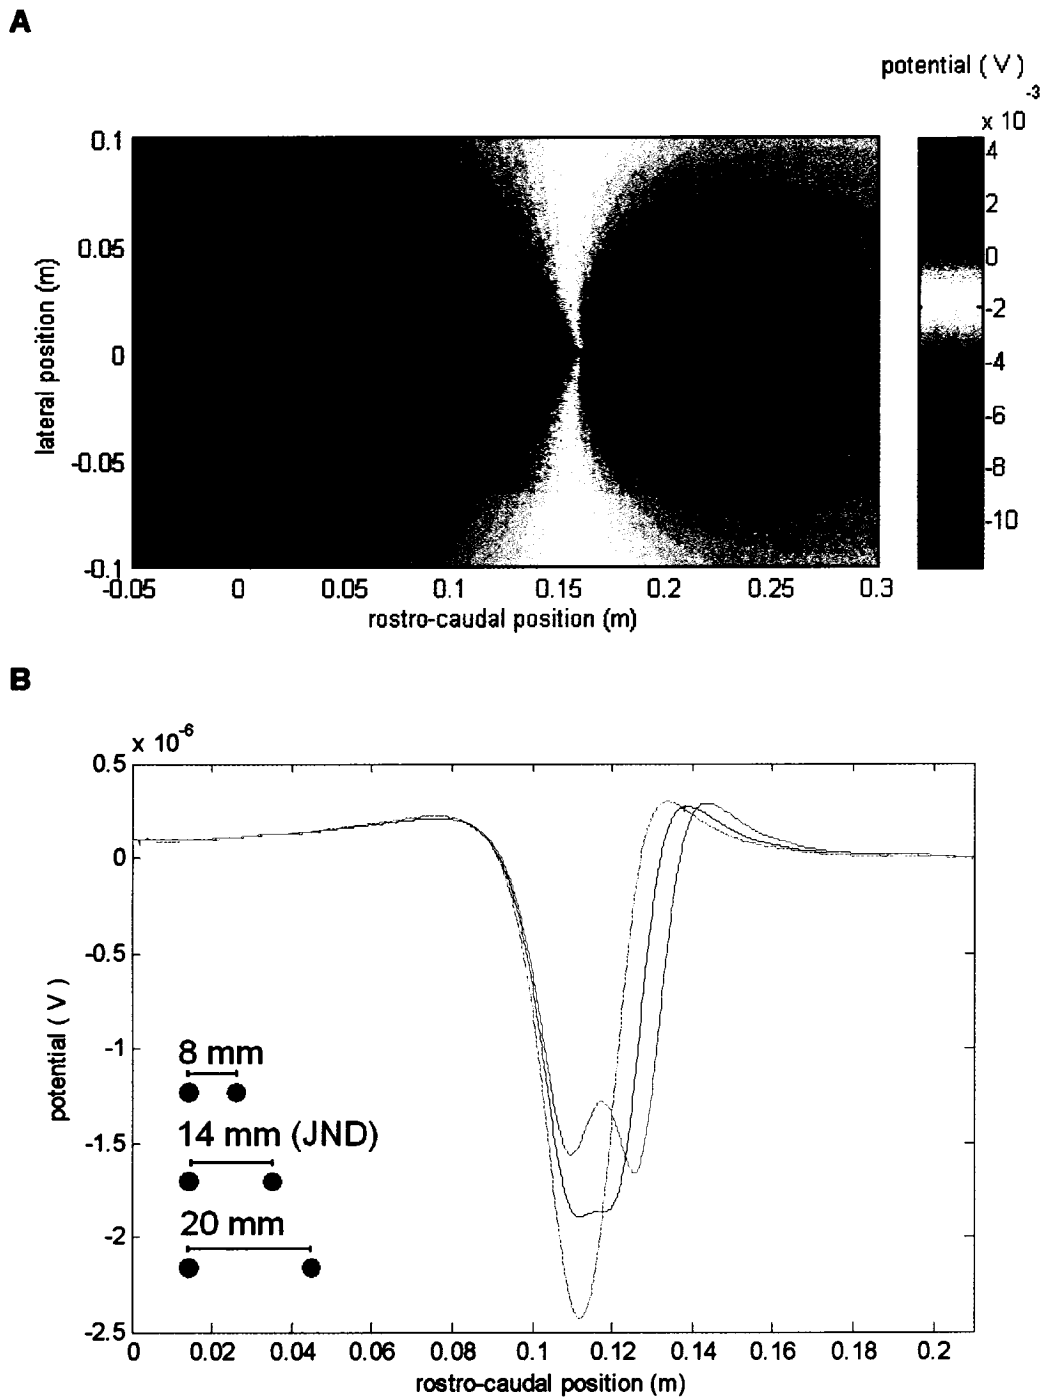 A
potential ( V )
x 10
-3
4
2
0
-2
-4
-6
-8
-10
0.1
0.05
0
-0.05
-0.1
lateral position (m)
-0.05 0 0.05 0.1 0.15 0.2 0.25 0.3
rostro-caudal position (m)
B
x 10
-6
0.5
0
-0.5
-1
-1.5
-2
-2.5
potential ( V )
8 mm
14 mm (JND)
20 mm
0 0.02 0.04 0.06 0.08 0.1 0.12 0.14 0.16 0.18 0.2
rostro-caudal position (m)